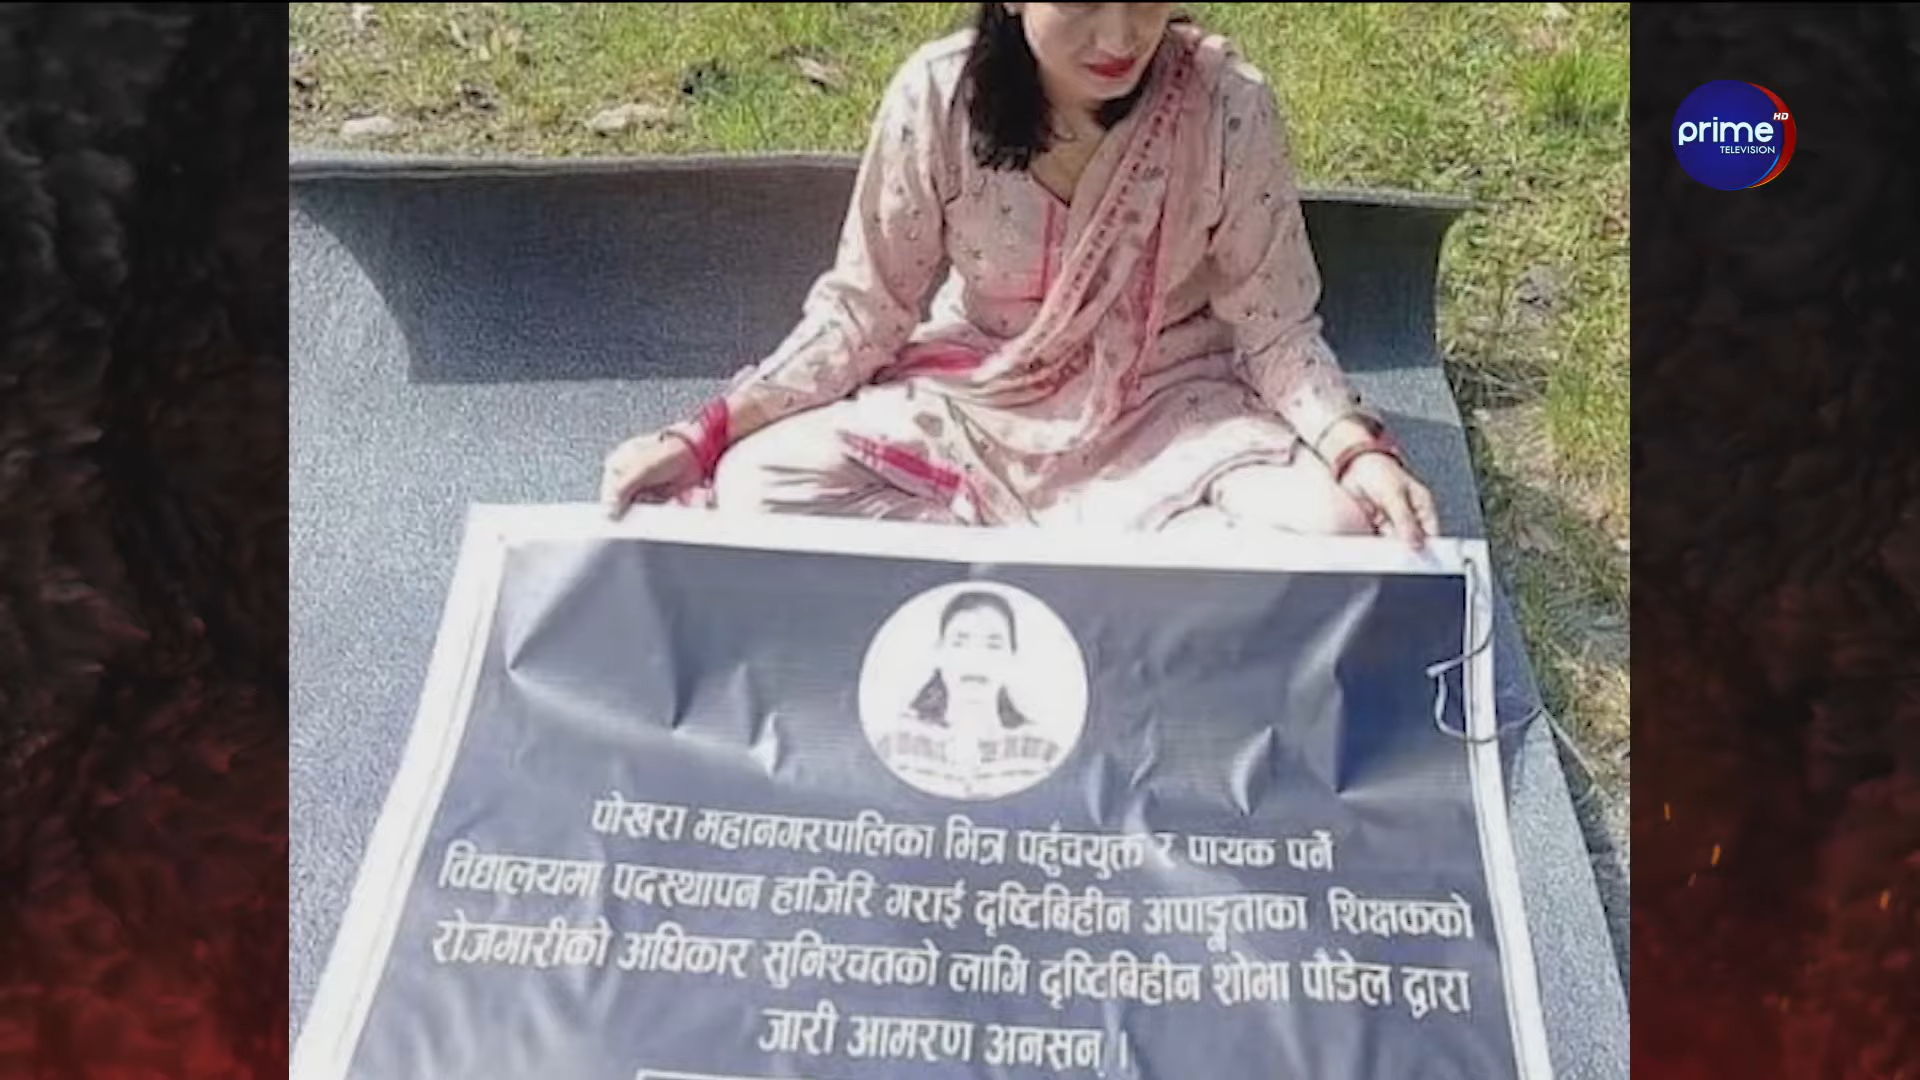 prime HD
TELEVISION
पोखरा महानगरपालिका भित्र पहुंचयुक्त र पायक पर्ने
विद्यालयमा पदस्थापन हाजिरि गराई दृष्टिबिहीन अपाङ्गताका शिक्षकको
रोजगारीको अधिकार सुनिश्चतको लागि दृष्टिबिहीन शोभा पौडेल द्वारा
जारी आमरण अनसन् ।